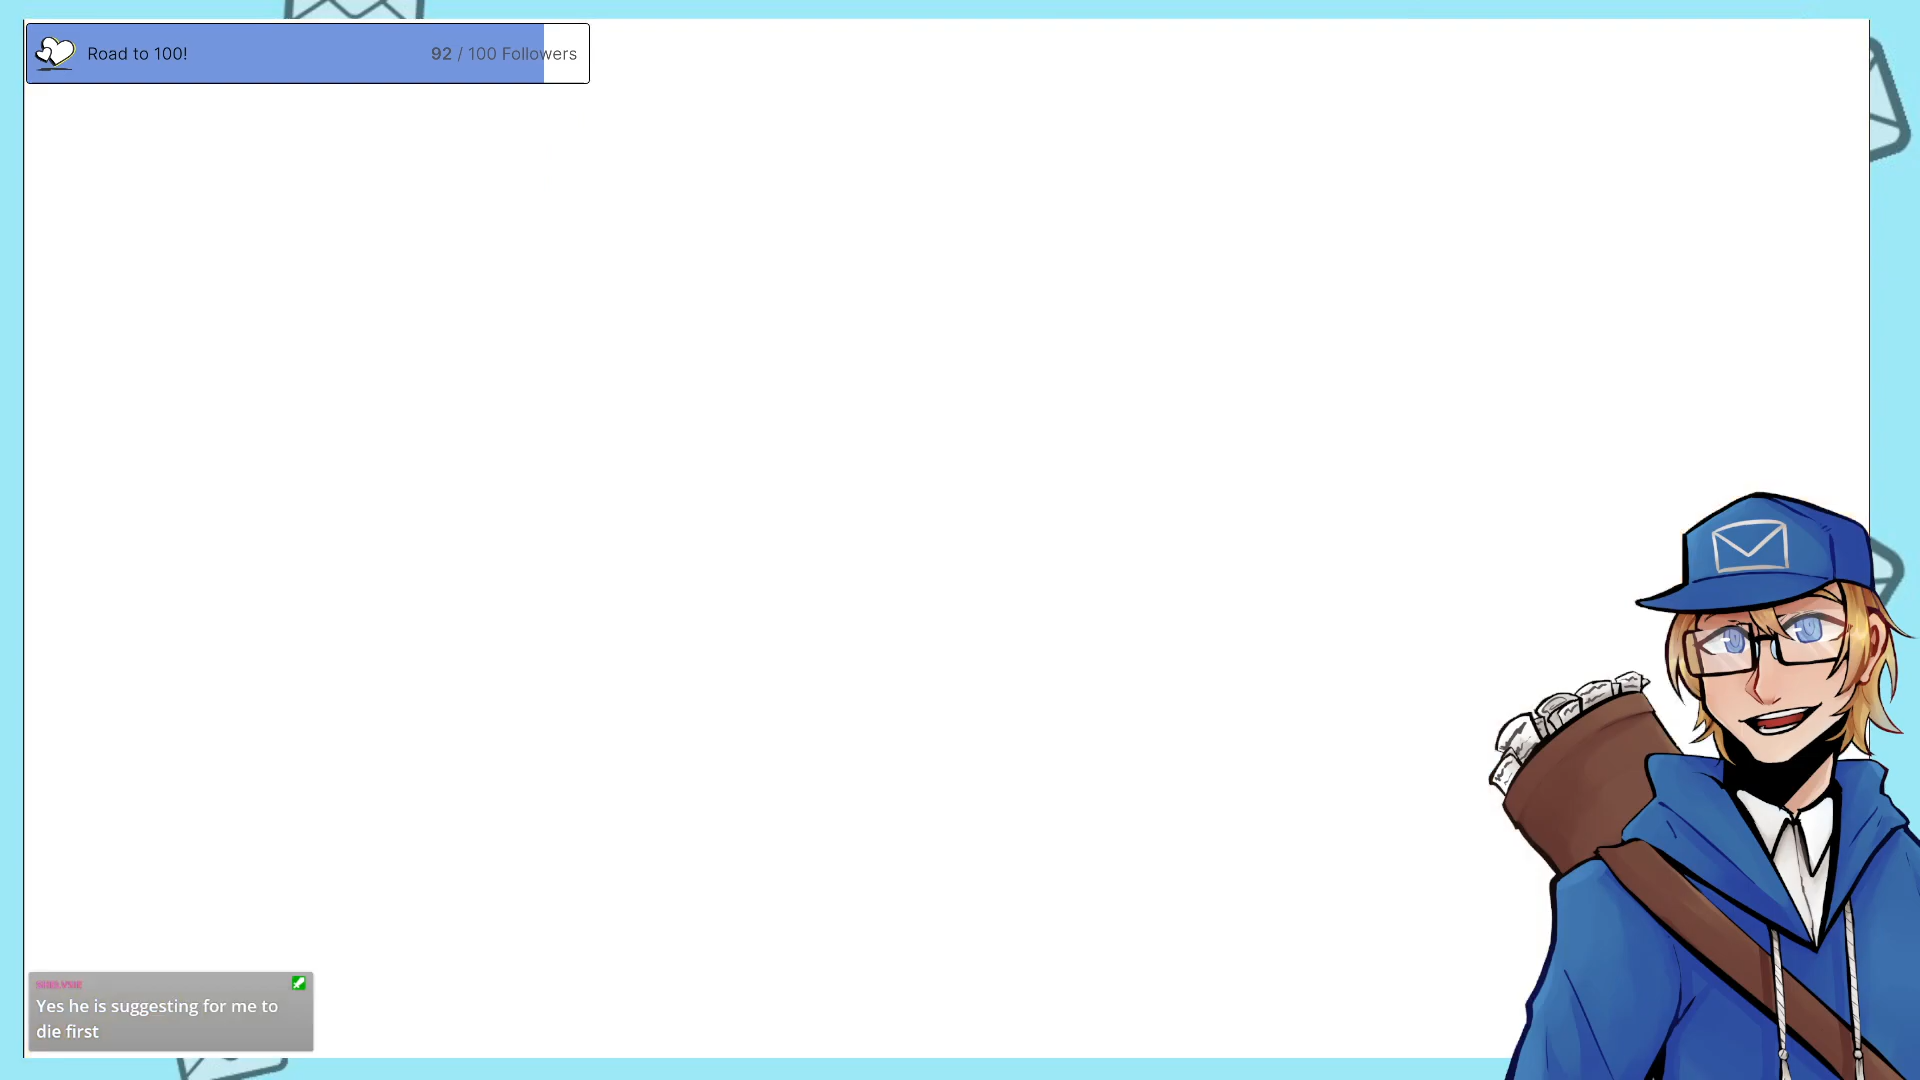 Road to 100!
92 / 100 Followers
Yes he is suggesting for me to
die first